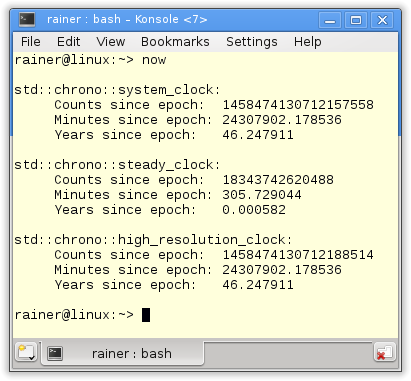 rainer : bash – Konsole <7>
File Edit View Bookmarks Settings Help
rainer@linux:~> now
std::chrono::system_clock:
Counts since epoch: 1458474130712157558
Minutes since epoch: 24307902.178536
Years since epoch: 46.247911
std::chrono::steady_clock:
Counts since epoch: 18343742620488
Minutes since epoch: 305.729044
Years since epoch: 0.000582
std::chrono::high_resolution_clock:
Counts since epoch: 1458474130712188514
Minutes since epoch: 24307902.178536
Years since epoch: 46.247911
rainer@linux:~>
rainer : bash